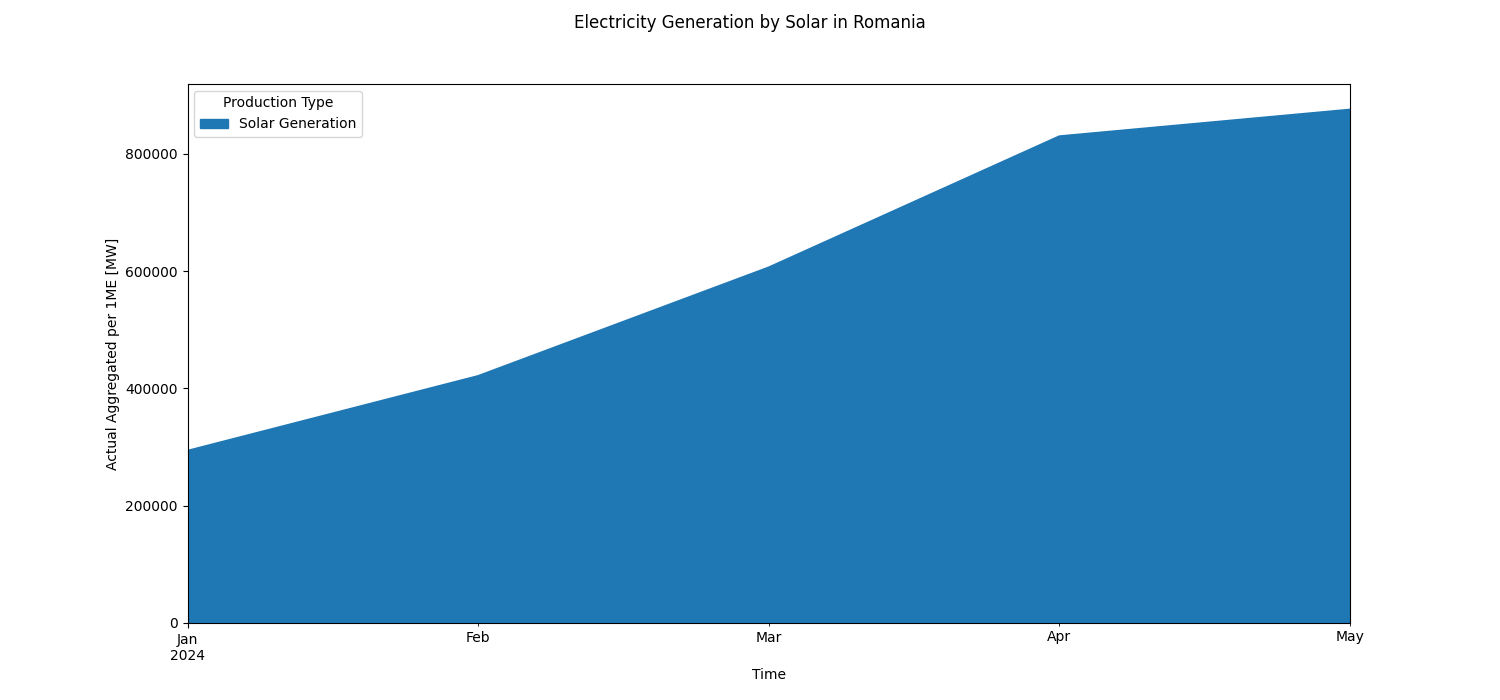 Electricity Generation by Solar in Romania
Production Type
Solar Generation
Actual Aggregated per 1ME [MW]
800000
600000
400000
200000
0
Jan
2024
Feb
Mar
Apr
May
Time